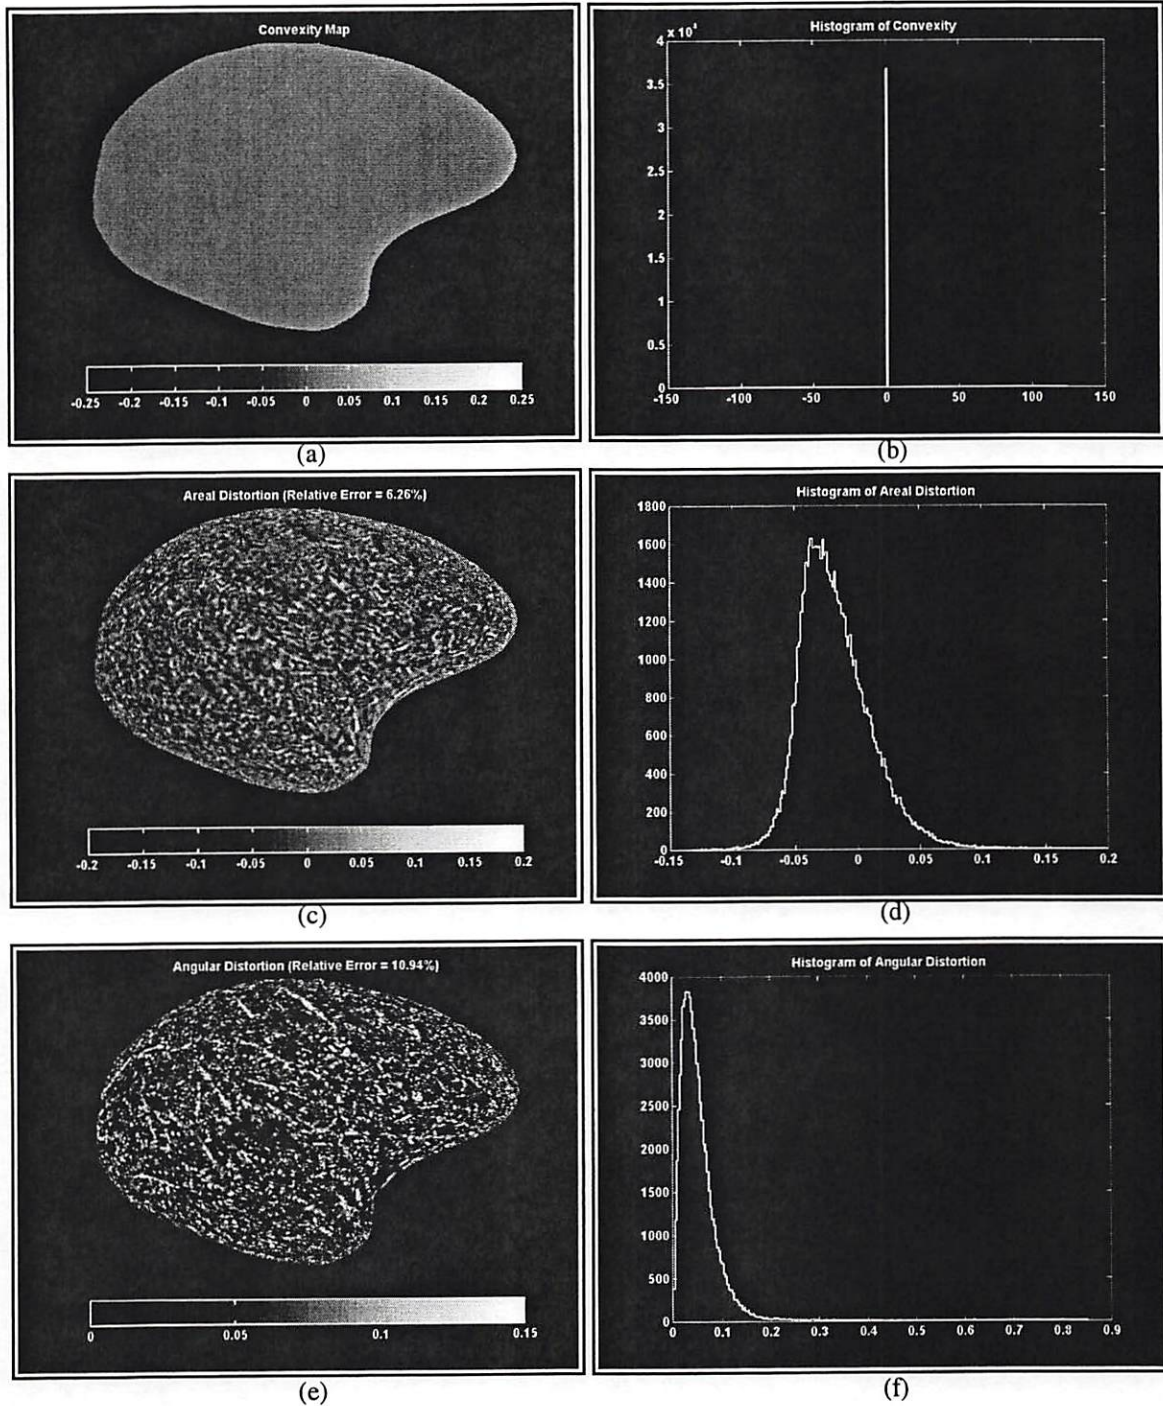 Convexity Map
-0.25 -0.2 -0.15 -0.1 -0.05 0 0.05 0.1 0.15 0.2 0.25
(a)
Histogram of Convexity
x 10⁴
4
3.5
3
2.5
2
1.5
1
0.5
0
-150 -100 -50 0 50 100 150
(b)
Areal Distortion (Relative Error = 6.26%)
-0.2 -0.15 -0.1 -0.05 0 0.05 0.1 0.15 0.2
(c)
Histogram of Areal Distortion
1800
1600
1400
1200
1000
800
600
400
200
0
-0.15 -0.1 -0.05 0 0.05 0.1 0.15 0.2
(d)
Angular Distortion (Relative Error = 10.94%)
0 0.05 0.1 0.15
(e)
Histogram of Angular Distortion
4000
3500
3000
2500
2000
1500
1000
500
0
0 0.1 0.2 0.3 0.4 0.5 0.6 0.7 0.8 0.9
(f)